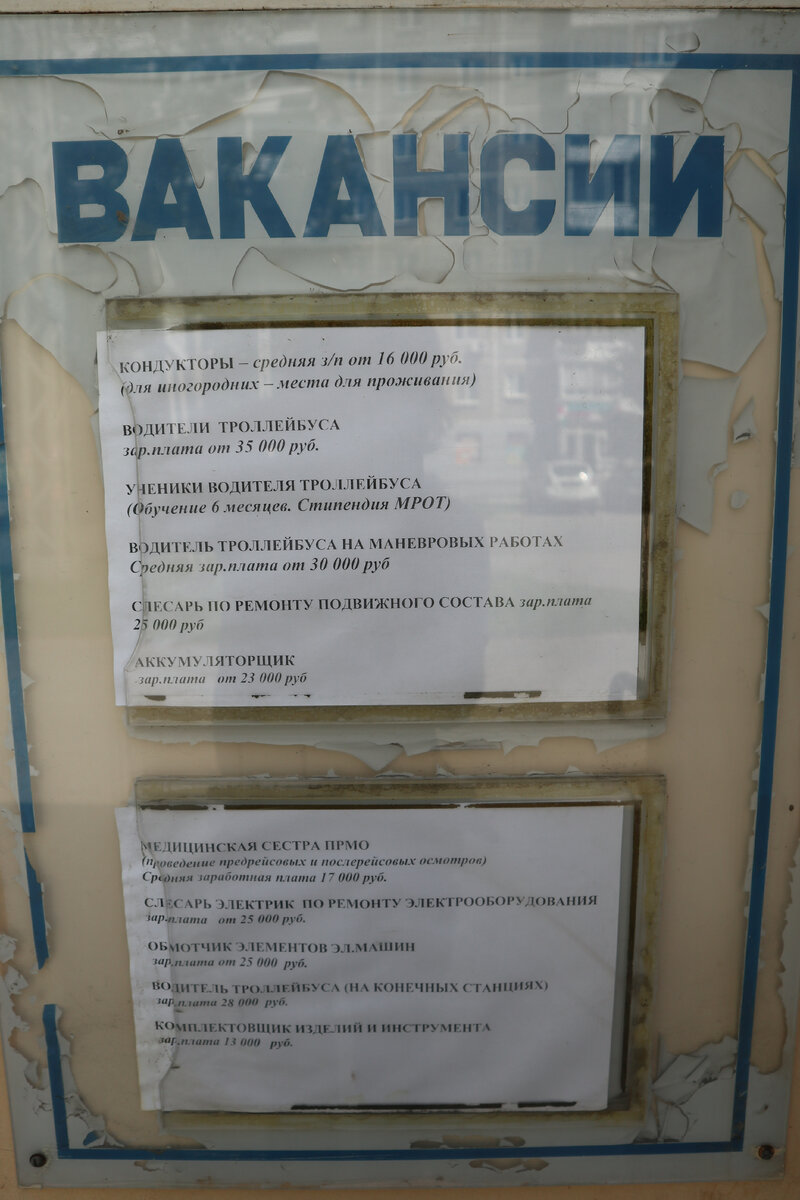 ВАКАНСИИ
КОНДУКТОРЫ – средняя з/п от 16 000 руб.
(для иногородних – места для проживания)
ВОДИТЕЛИ ТРОЛЛЕЙБУСА
зар.плата от 35 000 руб.
УЧЕНИКИ ВОДИТЕЛЯ ТРОЛЛЕЙБУСА
(Обучение 6 месяцев. Стипендия МРОТ)
ВОДИТЕЛЬ ТРОЛЛЕЙБУСА НА МАНЕВРОВЫХ РАБОТАХ
Средняя зар.плата от 30 000 руб
СЛЕСАРЬ ПО РЕМОНТУ ПОДВИЖНОГО СОСТАВА зар.плата
25 000 руб
АККУМУЛЯТОРЩИК
зар.плата от 23 000 руб
МЕДИЦИНСКАЯ СЕСТРА ПРМО
(проведение предрейсовых и послерейсовых осмотров)
Средняя заработная плата 17 000 руб.
СЛЕСАРЬ ЭЛЕКТРИК ПО РЕМОНТУ ЭЛЕКТРООБОРУДОВАНИЯ
зар.плата от 25 000 руб.
ОБМОТЧИК ЭЛЕМЕНТОВ ЭЛ.МАШИН
зар.плата от 25 000 руб.
ВОДИТЕЛЬ ТРОЛЛЕЙБУСА (НА КОНЕЧНЫХ СТАНЦИЯХ)
зар.плата 28 000 руб.
КОМПЛЕКТОВЩИК ИЗДЕЛИЙ И ИНСТРУМЕНТА
зар.плата 13 000 руб.